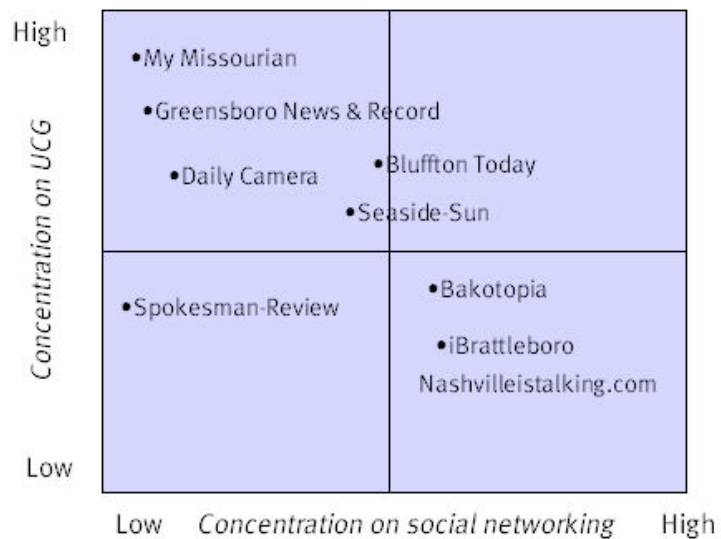 High
•My Missourian
•Greensboro News & Record
•Bluffton Today
•Daily Camera
•Seaside-Sun
Concentration on UCG
•Bakotopia
•Spokesman-Review
•iBrattleboro
Nashvilleistalking.com
Low
Low Concentration on social networking High